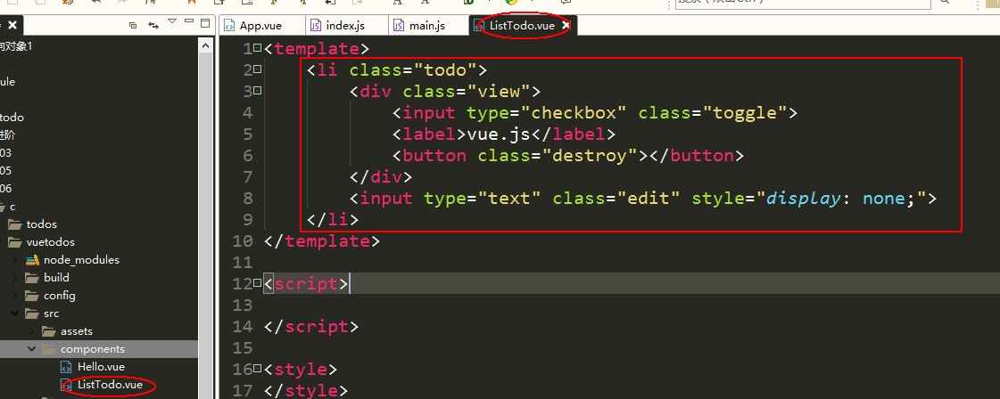 App.vue index.js main.js ListTodo.vue
向对象1
ule
todo
进阶
03
05
06
c
todos
vuetodos
node_modules
build
config
src
assets
components
Hello.vue
ListTodo.vue
1 <template>
2 <li class="todo">
3 <div class="view">
4 <input type="checkbox" class="toggle">
5 <label>vue.js</label>
6 <button class="destroy"></button>
7 </div>
8 <input type="text" class="edit" style="display: none;">
9 </li>
10 </template>
11
12 <script>
13
14 </script>
15
16 <style>
17 </style>